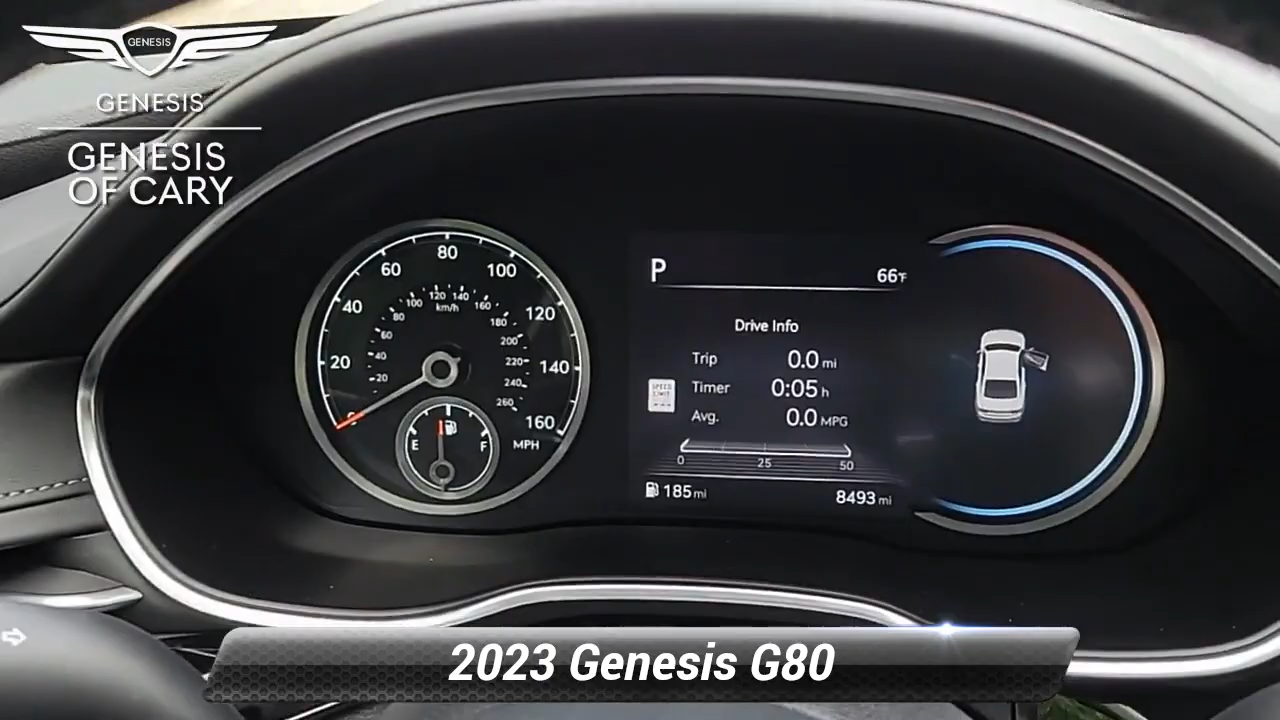 GENESIS
GENESIS
GENESIS
OF CARY
80
60
100
40
120
20
140
0
160
MPH
120 140
100
160
km/h
80
180
60
200
40
220
20
240
260
E
F
P
66°F
Drive Info
Trip 0.0 mi
SPEED
LIMIT
Timer 0:05 h
Avg. 0.0 MPG
0 25 50
185 mi
8493 mi
2023 Genesis G80